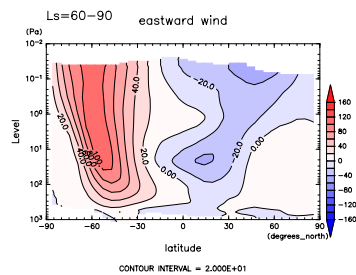 Ls=60-90
eastward wind
(Pa)
10⁻²
10⁻¹
10⁰
10¹
10²
10³
Level
20.0
40.0
20.0
0.00
-20.0
-20.0
0.00
-90 -60 -30 0 30 60 90
(degrees_north)
latitude
160
120
80
40
0
-40
-80
-120
-160
CONTOUR INTERVAL = 2.000E+01